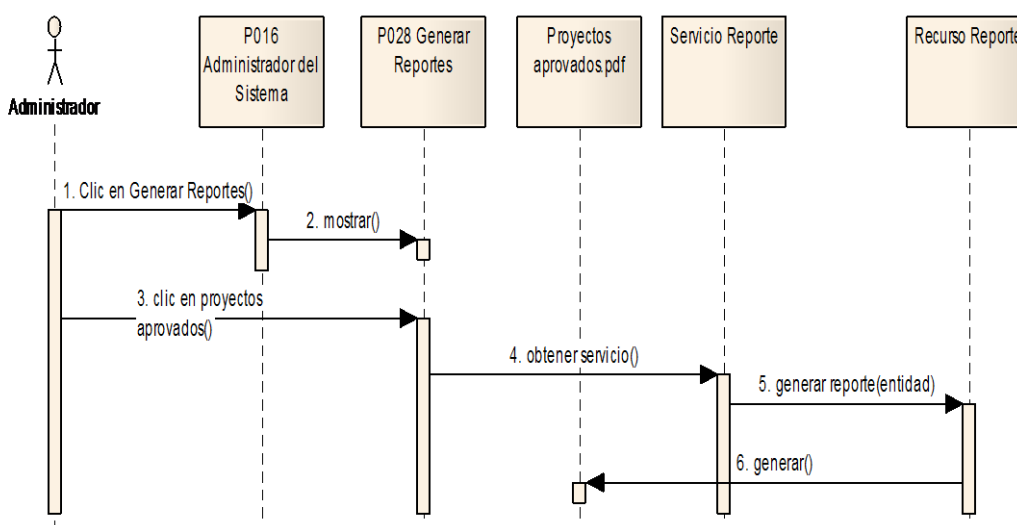 P016
Administrador del
Sistema
P028 Generar
Reportes
Proyectos
aprovados.pdf
Servicio Reporte
Recurso Reporte
Administrador
1. Clic en Generar Reportes()
2. mostrar()
3. clic en proyectos
aprovados()
4. obtener servicio()
5. generar reporte(entidad)
6. generar()